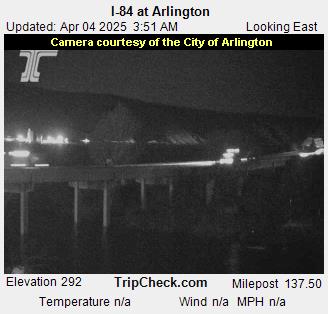 I-84 at Arlington
Updated: Apr 04 2025 3:51 AM Looking East
Camera courtesy of the City of Arlington
Elevation 292 TripCheck.com Milepost 137.50
Temperature n/a Wind n/a MPH n/a